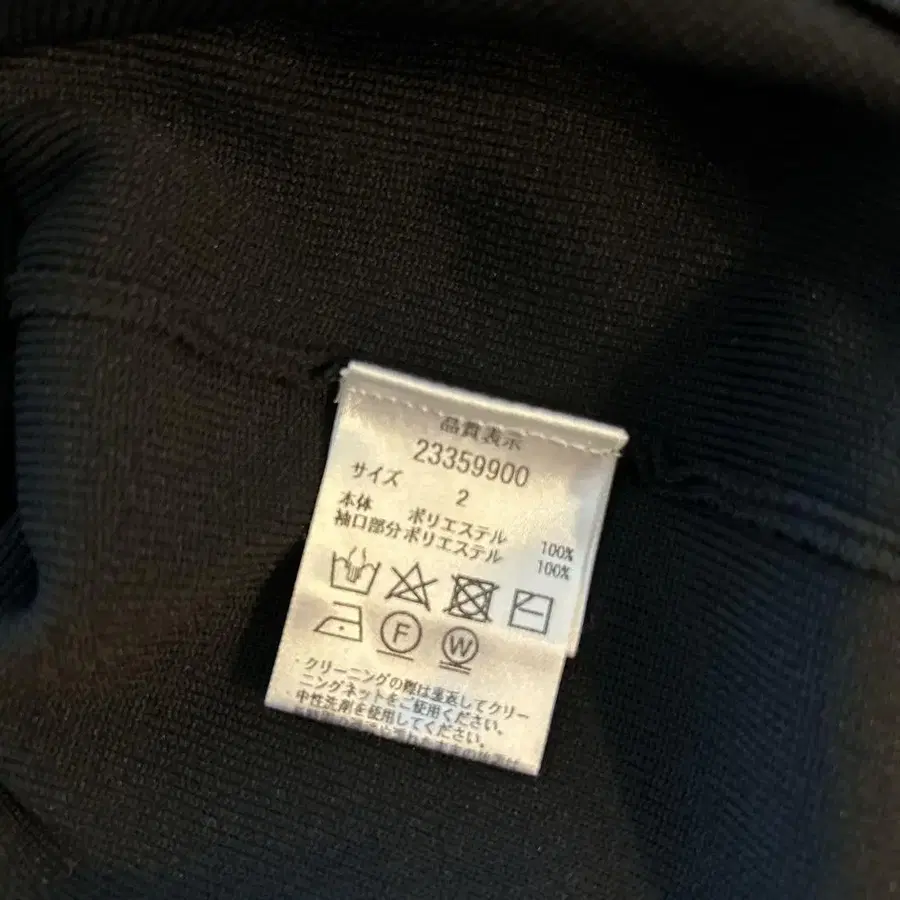 品質表示
23359900
サイズ 2
本体 ポリエステル 100%
袖口部分 ポリエステル 100%
F W
・クリーニングの際は裏返してクリー
ニングネットをご使用ください。
中性洗剤を使用してください。